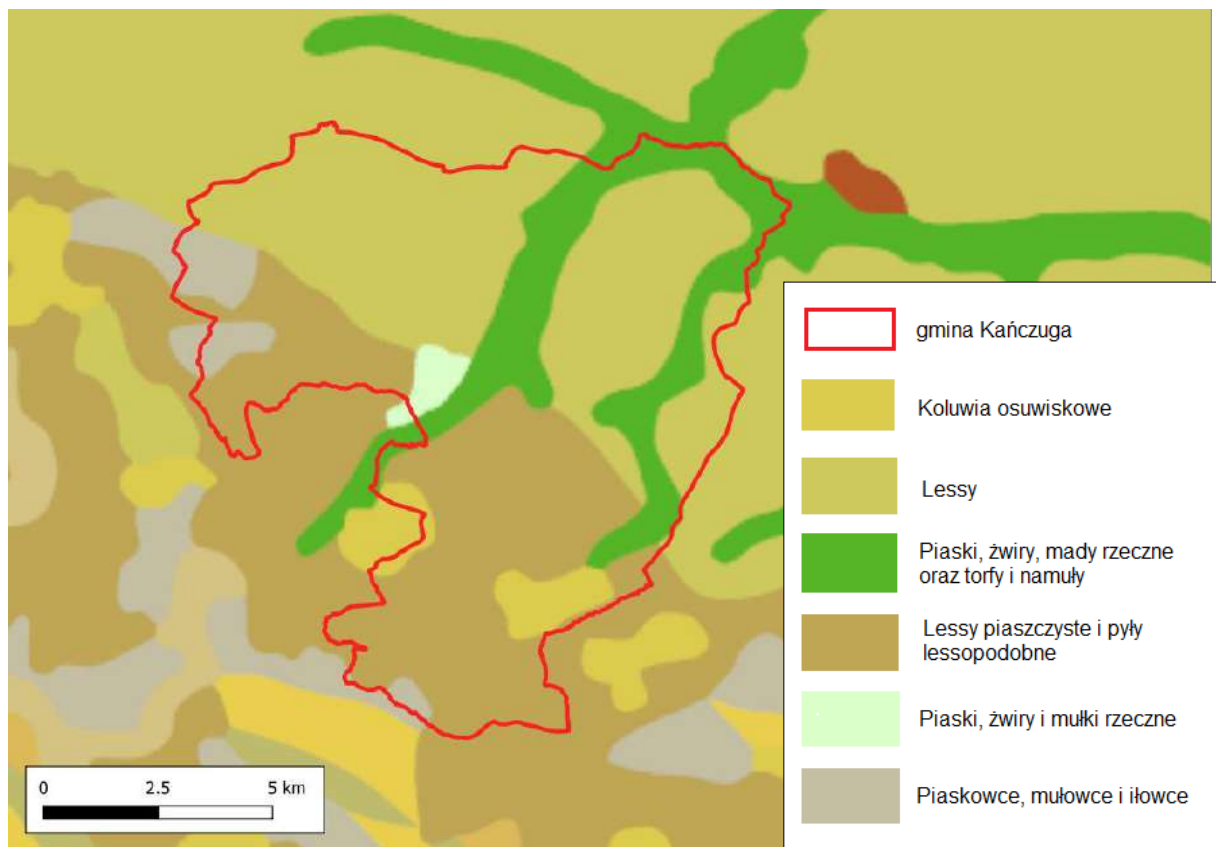 gmina Kańczuga
Koluwia osuwiskowe
Lessy
Piaski, żwiry, mady rzeczne
oraz torfy i namuły
Lessy piaszczyste i pyły
lessopodobne
Piaski, żwiry i mułki rzeczne
Piaskowce, mułowce i iłowce
0 2.5 5 km